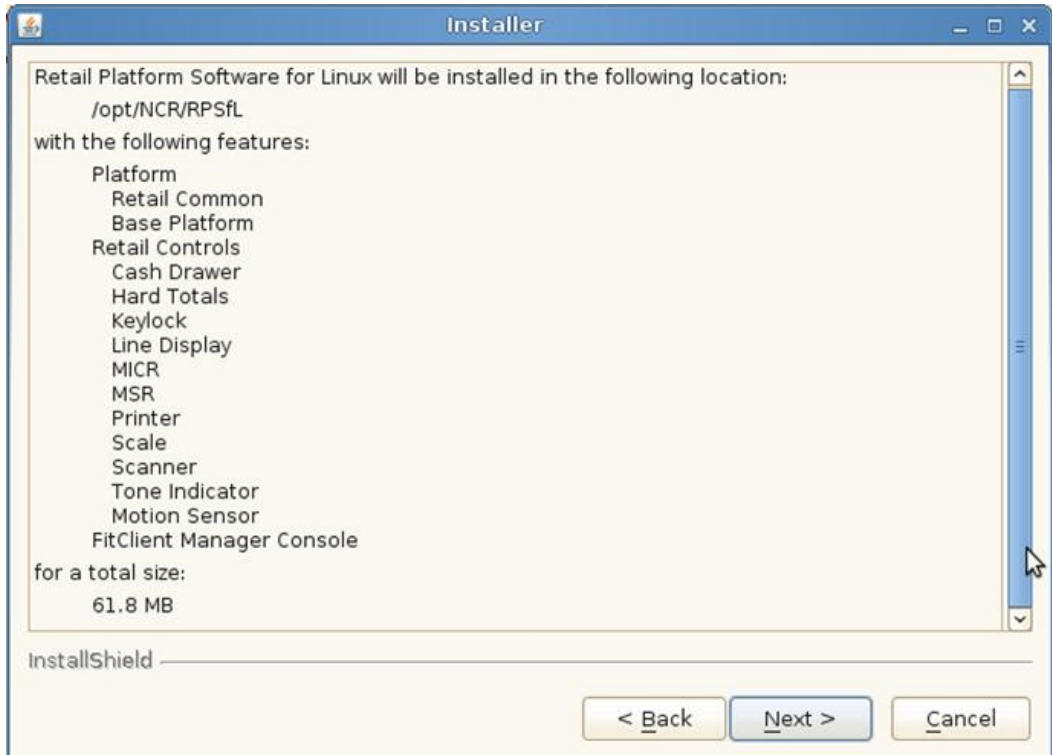 Installer
Retail Platform Software for Linux will be installed in the following location:
/opt/NCR/RPSfL
with the following features:
Platform
Retail Common
Base Platform
Retail Controls
Cash Drawer
Hard Totals
Keylock
Line Display
MICR
MSR
Printer
Scale
Scanner
Tone Indicator
Motion Sensor
FitClient Manager Console
for a total size:
61.8 MB
InstallShield
< Back
Next >
Cancel